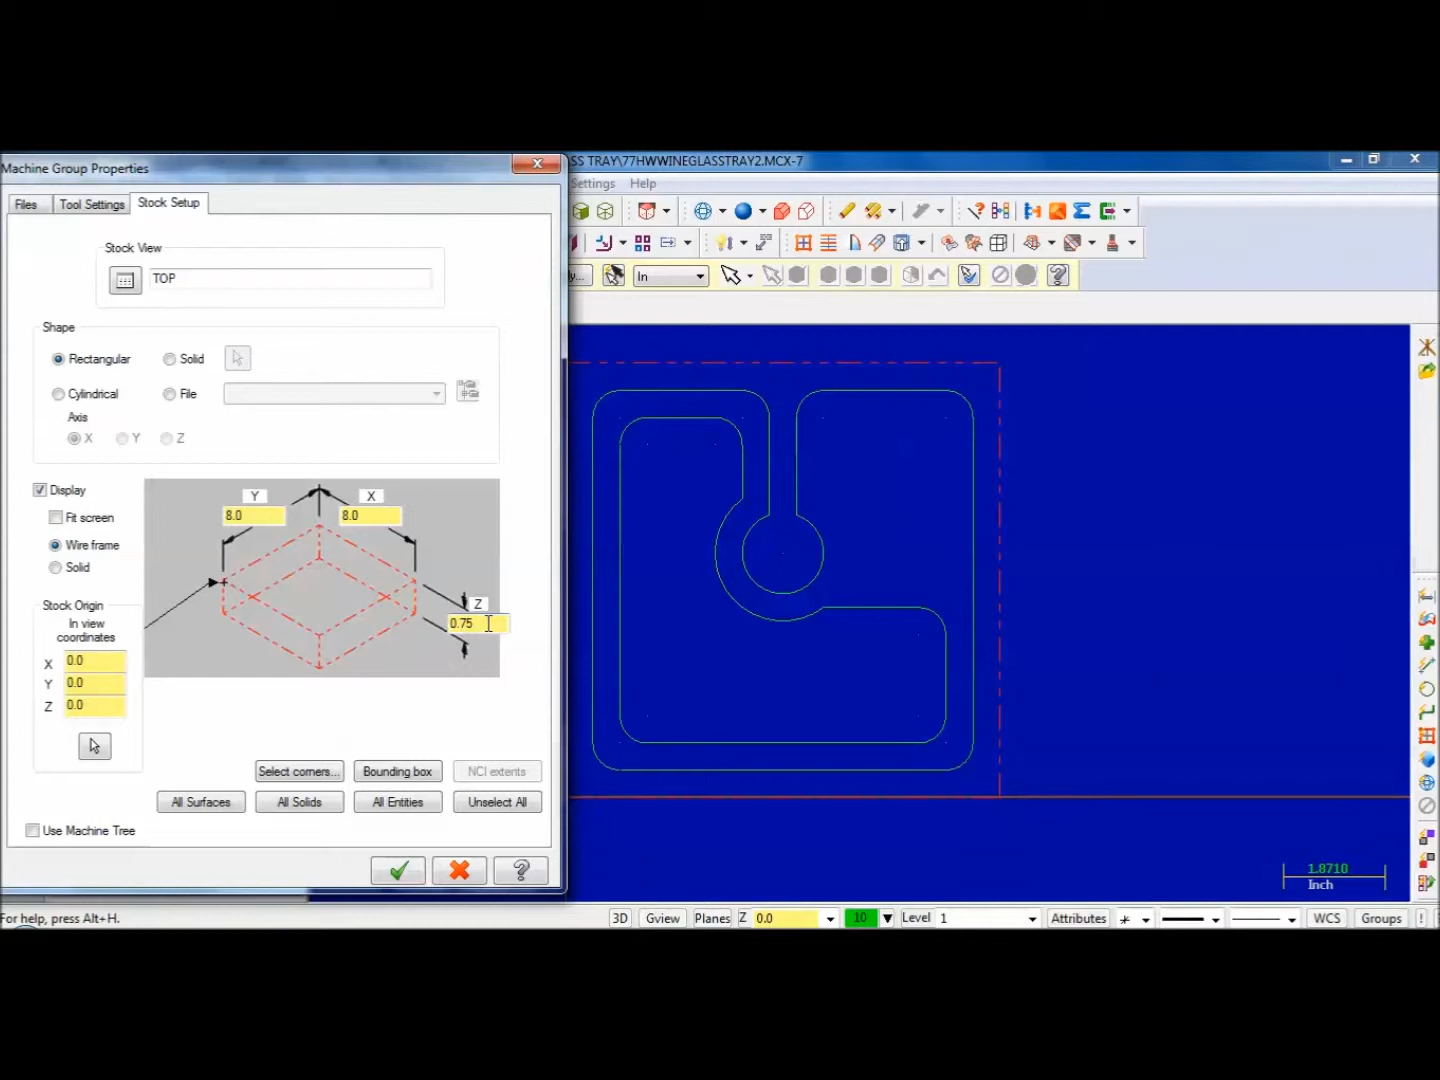 Machine Group Properties
SS TRAY\77HWWINEGLASSTRAY2.MCX-7
Files
Tool Settings
Stock Setup
Settings
Help
Stock View
TOP
In
Shape
Rectangular
Solid
Cylindrical
File
Axis
X
Y
Z
Display
Fit screen
Wire frame
Solid
Y
X
8.0
8.0
Z
0.75
Stock Origin
In view
coordinates
X 0.0
Y 0.0
Z 0.0
Select corners...
Bounding box
NCI extents
All Surfaces
All Solids
All Entities
Unselect All
Use Machine Tree
1.8710
Inch
For help, press Alt+H.
3D
Gview
Planes
Z 0.0
10
Level 1
Attributes
WCS
Groups
!